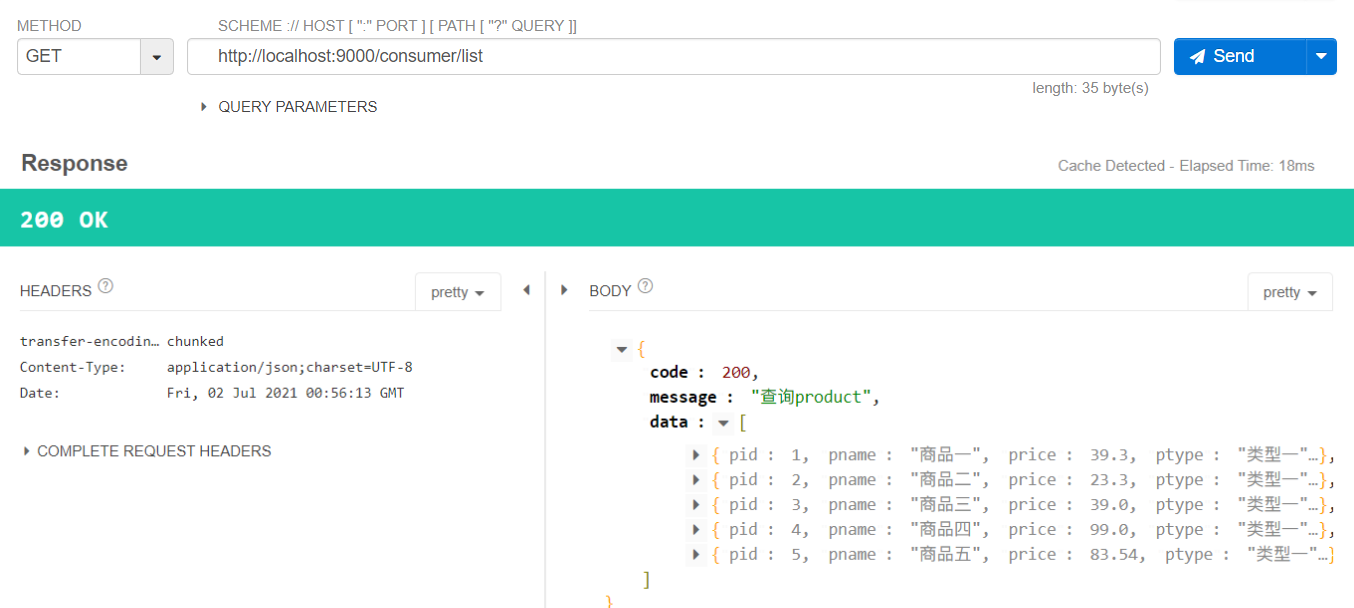 METHOD
SCHEME :// HOST [ ":" PORT ] [ PATH [ "?" QUERY ]]
GET
http://localhost:9000/consumer/list
Send
length: 35 byte(s)
QUERY PARAMETERS
Response
Cache Detected - Elapsed Time: 18ms
200 OK
HEADERS ?
pretty
BODY ?
pretty
transfer-encodin… chunked
Content-Type: application/json;charset=UTF-8
Date: Fri, 02 Jul 2021 00:56:13 GMT
COMPLETE REQUEST HEADERS
{
code : 200,
message : "查询product",
data : [
{ pid : 1, pname : "商品一", price : 39.3, ptype : "类型一"…},
{ pid : 2, pname : "商品二", price : 23.3, ptype : "类型一"…},
{ pid : 3, pname : "商品三", price : 39.0, ptype : "类型一"…},
{ pid : 4, pname : "商品四", price : 99.0, ptype : "类型一"…},
{ pid : 5, pname : "商品五", price : 83.54, ptype : "类型一"…}
]
}